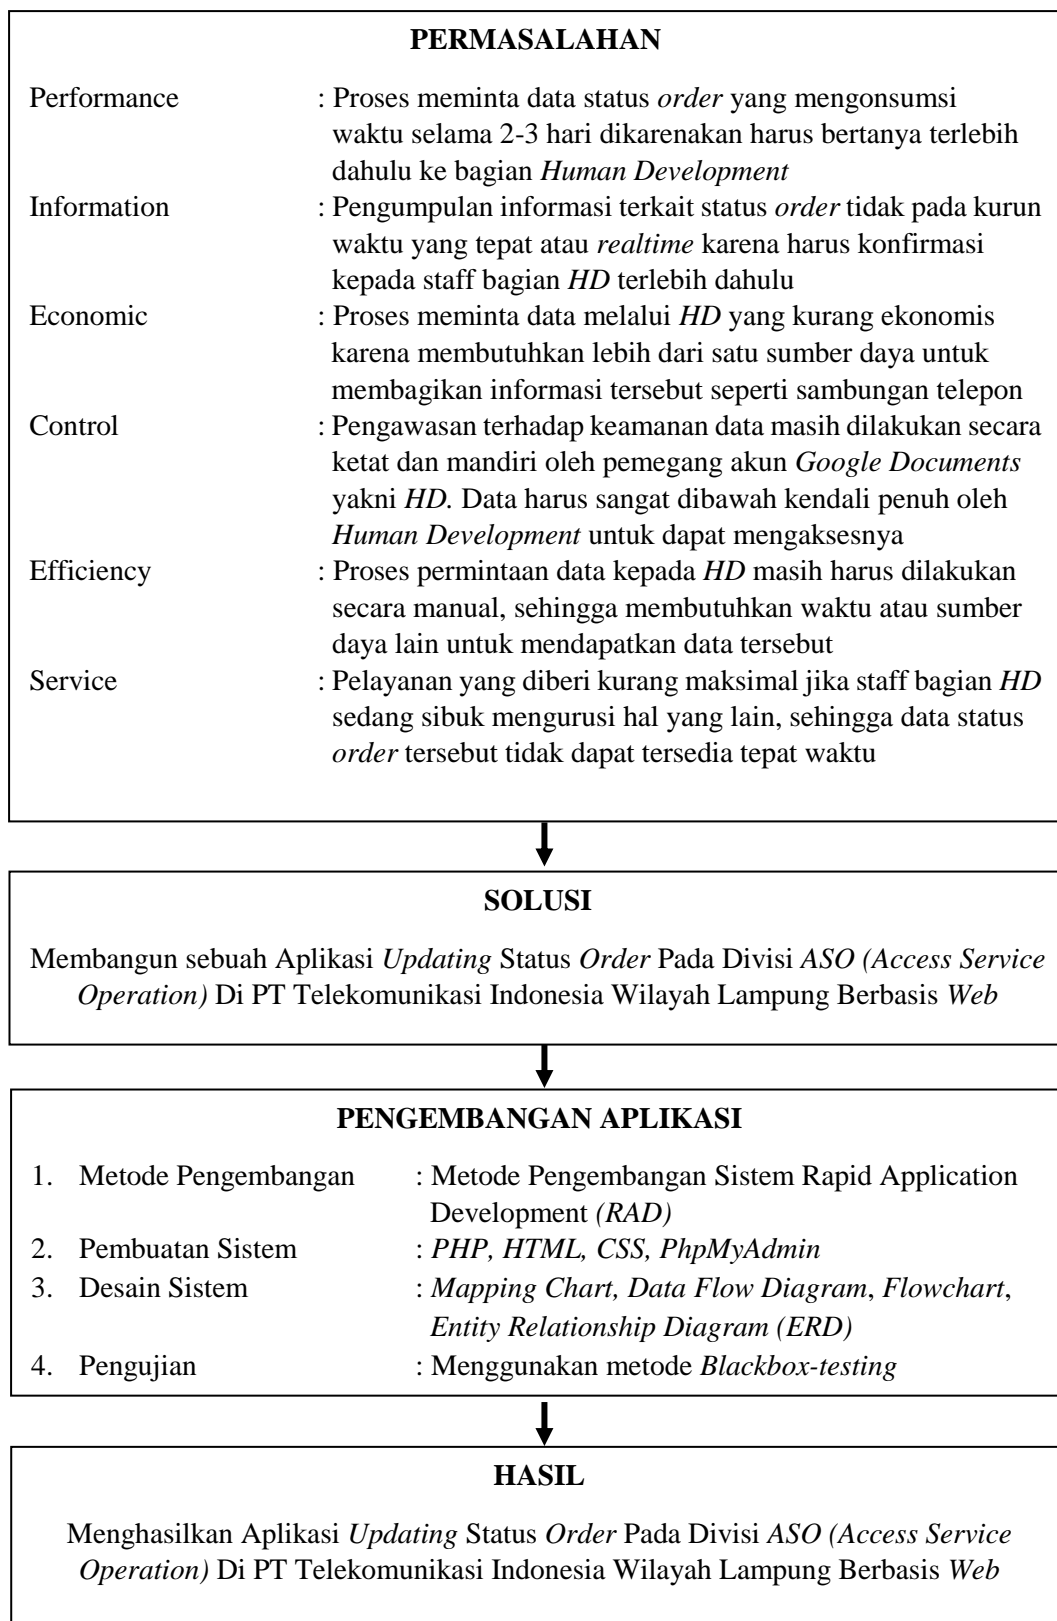 PERMASALAHAN
Performance : Proses meminta data status order yang mengonsumsi
waktu selama 2-3 hari dikarenakan harus bertanya terlebih
dahulu ke bagian Human Development
Information : Pengumpulan informasi terkait status order tidak pada kurun
waktu yang tepat atau realtime karena harus konfirmasi
kepada staff bagian HD terlebih dahulu
Economic : Proses meminta data melalui HD yang kurang ekonomis
karena membutuhkan lebih dari satu sumber daya untuk
membagikan informasi tersebut seperti sambungan telepon
Control : Pengawasan terhadap keamanan data masih dilakukan secara
ketat dan mandiri oleh pemegang akun Google Documents
yakni HD. Data harus sangat dibawah kendali penuh oleh
Human Development untuk dapat mengaksesnya
Efficiency : Proses permintaan data kepada HD masih harus dilakukan
secara manual, sehingga membutuhkan waktu atau sumber
daya lain untuk mendapatkan data tersebut
Service : Pelayanan yang diberi kurang maksimal jika staff bagian HD
sedang sibuk mengurusi hal yang lain, sehingga data status
order tersebut tidak dapat tersedia tepat waktu
SOLUSI
Membangun sebuah Aplikasi Updating Status Order Pada Divisi ASO (Access Service
Operation) Di PT Telekomunikasi Indonesia Wilayah Lampung Berbasis Web
PENGEMBANGAN APLIKASI
1. Metode Pengembangan : Metode Pengembangan Sistem Rapid Application
Development (RAD)
2. Pembuatan Sistem : PHP, HTML, CSS, PhpMyAdmin
3. Desain Sistem : Mapping Chart, Data Flow Diagram, Flowchart,
Entity Relationship Diagram (ERD)
4. Pengujian : Menggunakan metode Blackbox-testing
HASIL
Menghasilkan Aplikasi Updating Status Order Pada Divisi ASO (Access Service
Operation) Di PT Telekomunikasi Indonesia Wilayah Lampung Berbasis Web